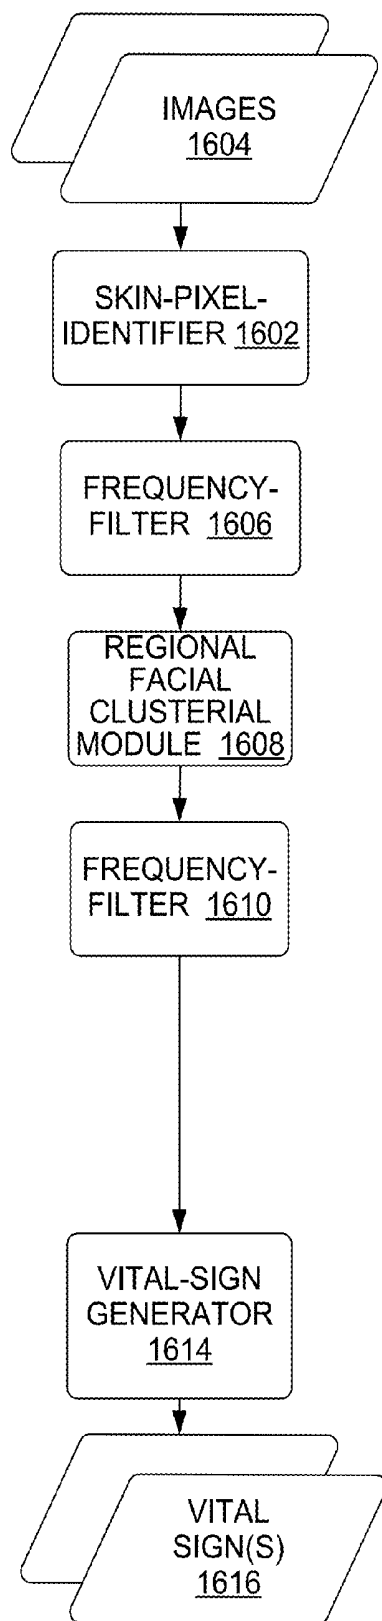 IMAGES
1604
SKIN-PIXEL-
IDENTIFIER 1602
FREQUENCY-
FILTER 1606
REGIONAL
FACIAL
CLUSTERIAL
MODULE 1608
FREQUENCY-
FILTER 1610
VITAL-SIGN
GENERATOR
1614
VITAL
SIGN(S)
1616